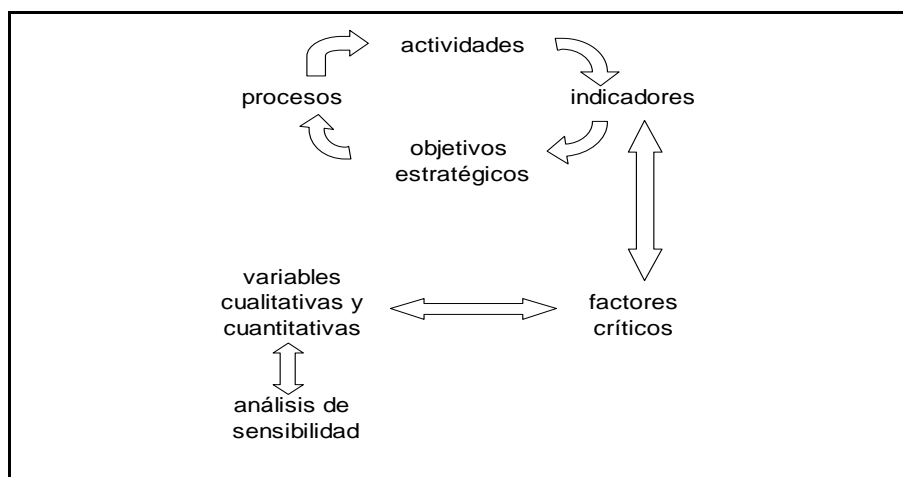 actividades
procesos
indicadores
objetivos
estratégicos
variables
cualitativas y
cuantitativas
factores
críticos
análisis de
sensibilidad